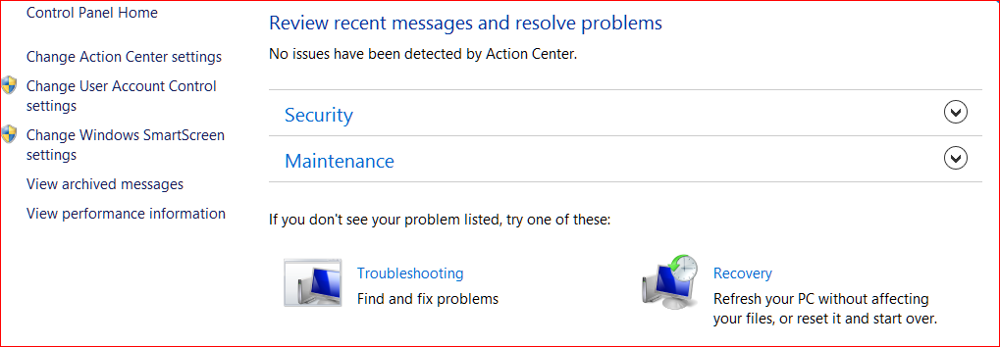 Control Panel Home
Change Action Center settings
Change User Account Control
settings
Change Windows SmartScreen
settings
View archived messages
View performance information
Review recent messages and resolve problems
No issues have been detected by Action Center.
Security
Maintenance
If you don't see your problem listed, try one of these:
Troubleshooting
Find and fix problems
Recovery
Refresh your PC without affecting
your files, or reset it and start over.